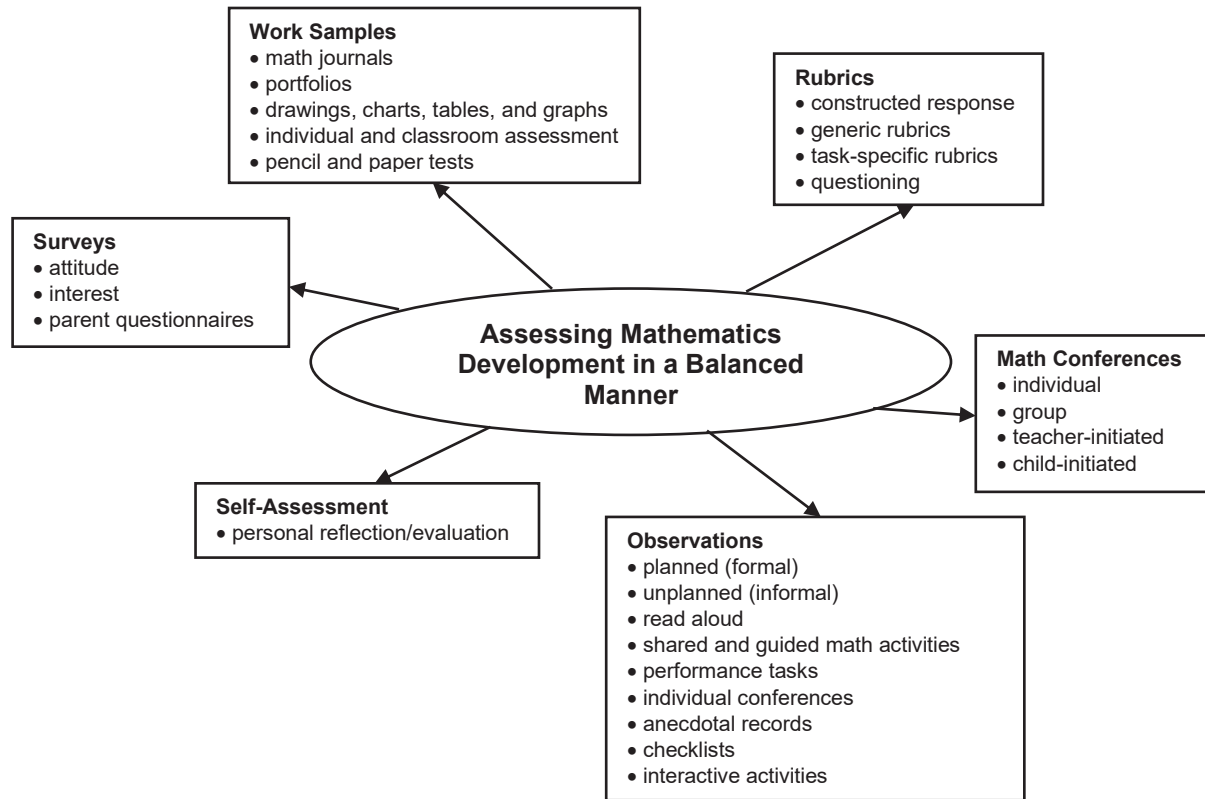 Work Samples
• math journals
• portfolios
• drawings, charts, tables, and graphs
• individual and classroom assessment
• pencil and paper tests
Rubrics
• constructed response
• generic rubrics
• task-specific rubrics
• questioning
Surveys
• attitude
• interest
• parent questionnaires
Assessing Mathematics
Development in a Balanced
Manner
Math Conferences
• individual
• group
• teacher-initiated
• child-initiated
Self-Assessment
• personal reflection/evaluation
Observations
• planned (formal)
• unplanned (informal)
• read aloud
• shared and guided math activities
• performance tasks
• individual conferences
• anecdotal records
• checklists
• interactive activities